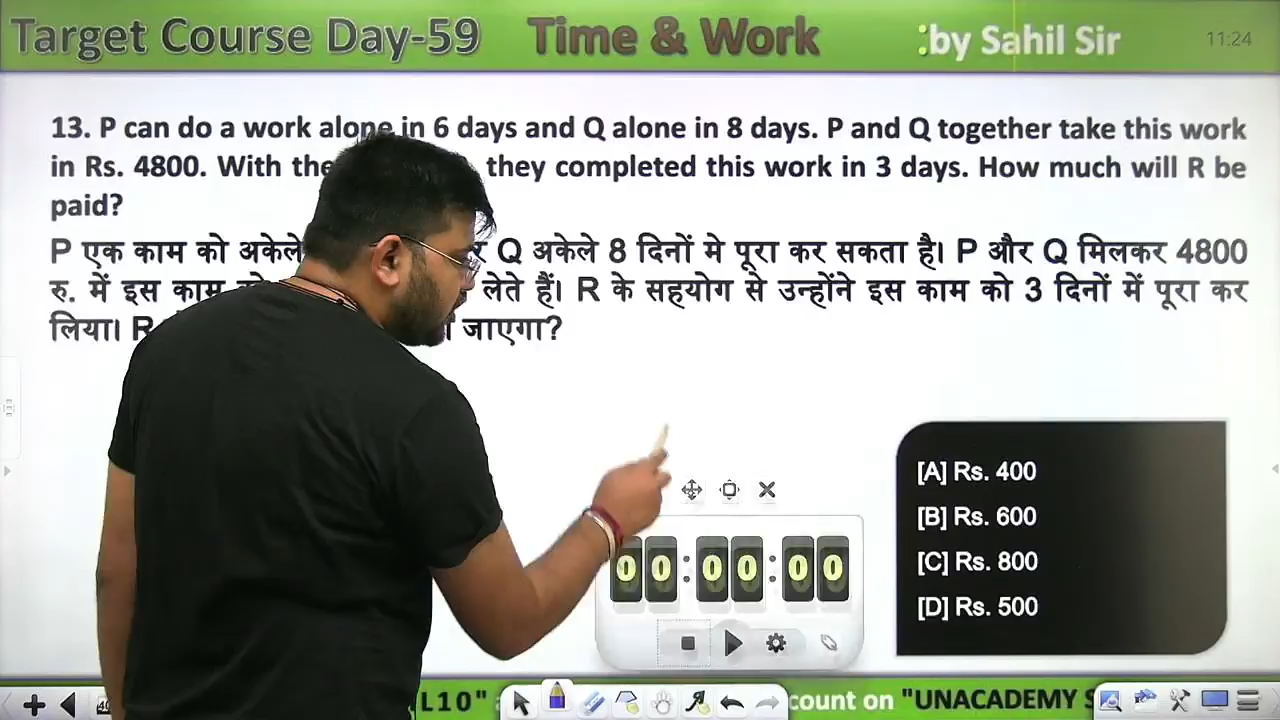 Target Course Day-59 Time & Work :by Sahil Sir 11:24
13. P can do a work alone in 6 days and Q alone in 8 days. P and Q together take this work
in Rs. 4800. With the they completed this work in 3 days. How much will R be
paid?
P एक काम को अकेले Q अकेले 8 दिनों मे पूरा कर सकता है। P और Q मिलकर 4800
रु. में इस काम लेते हैं। R के सहयोग से उन्होंने इस काम को 3 दिनों में पूरा कर
लिया। R जाएगा?
[A] Rs. 400
[B] Rs. 600
[C] Rs. 800
[D] Rs. 500
00:00:00
L10" count on "UNACADEMY S